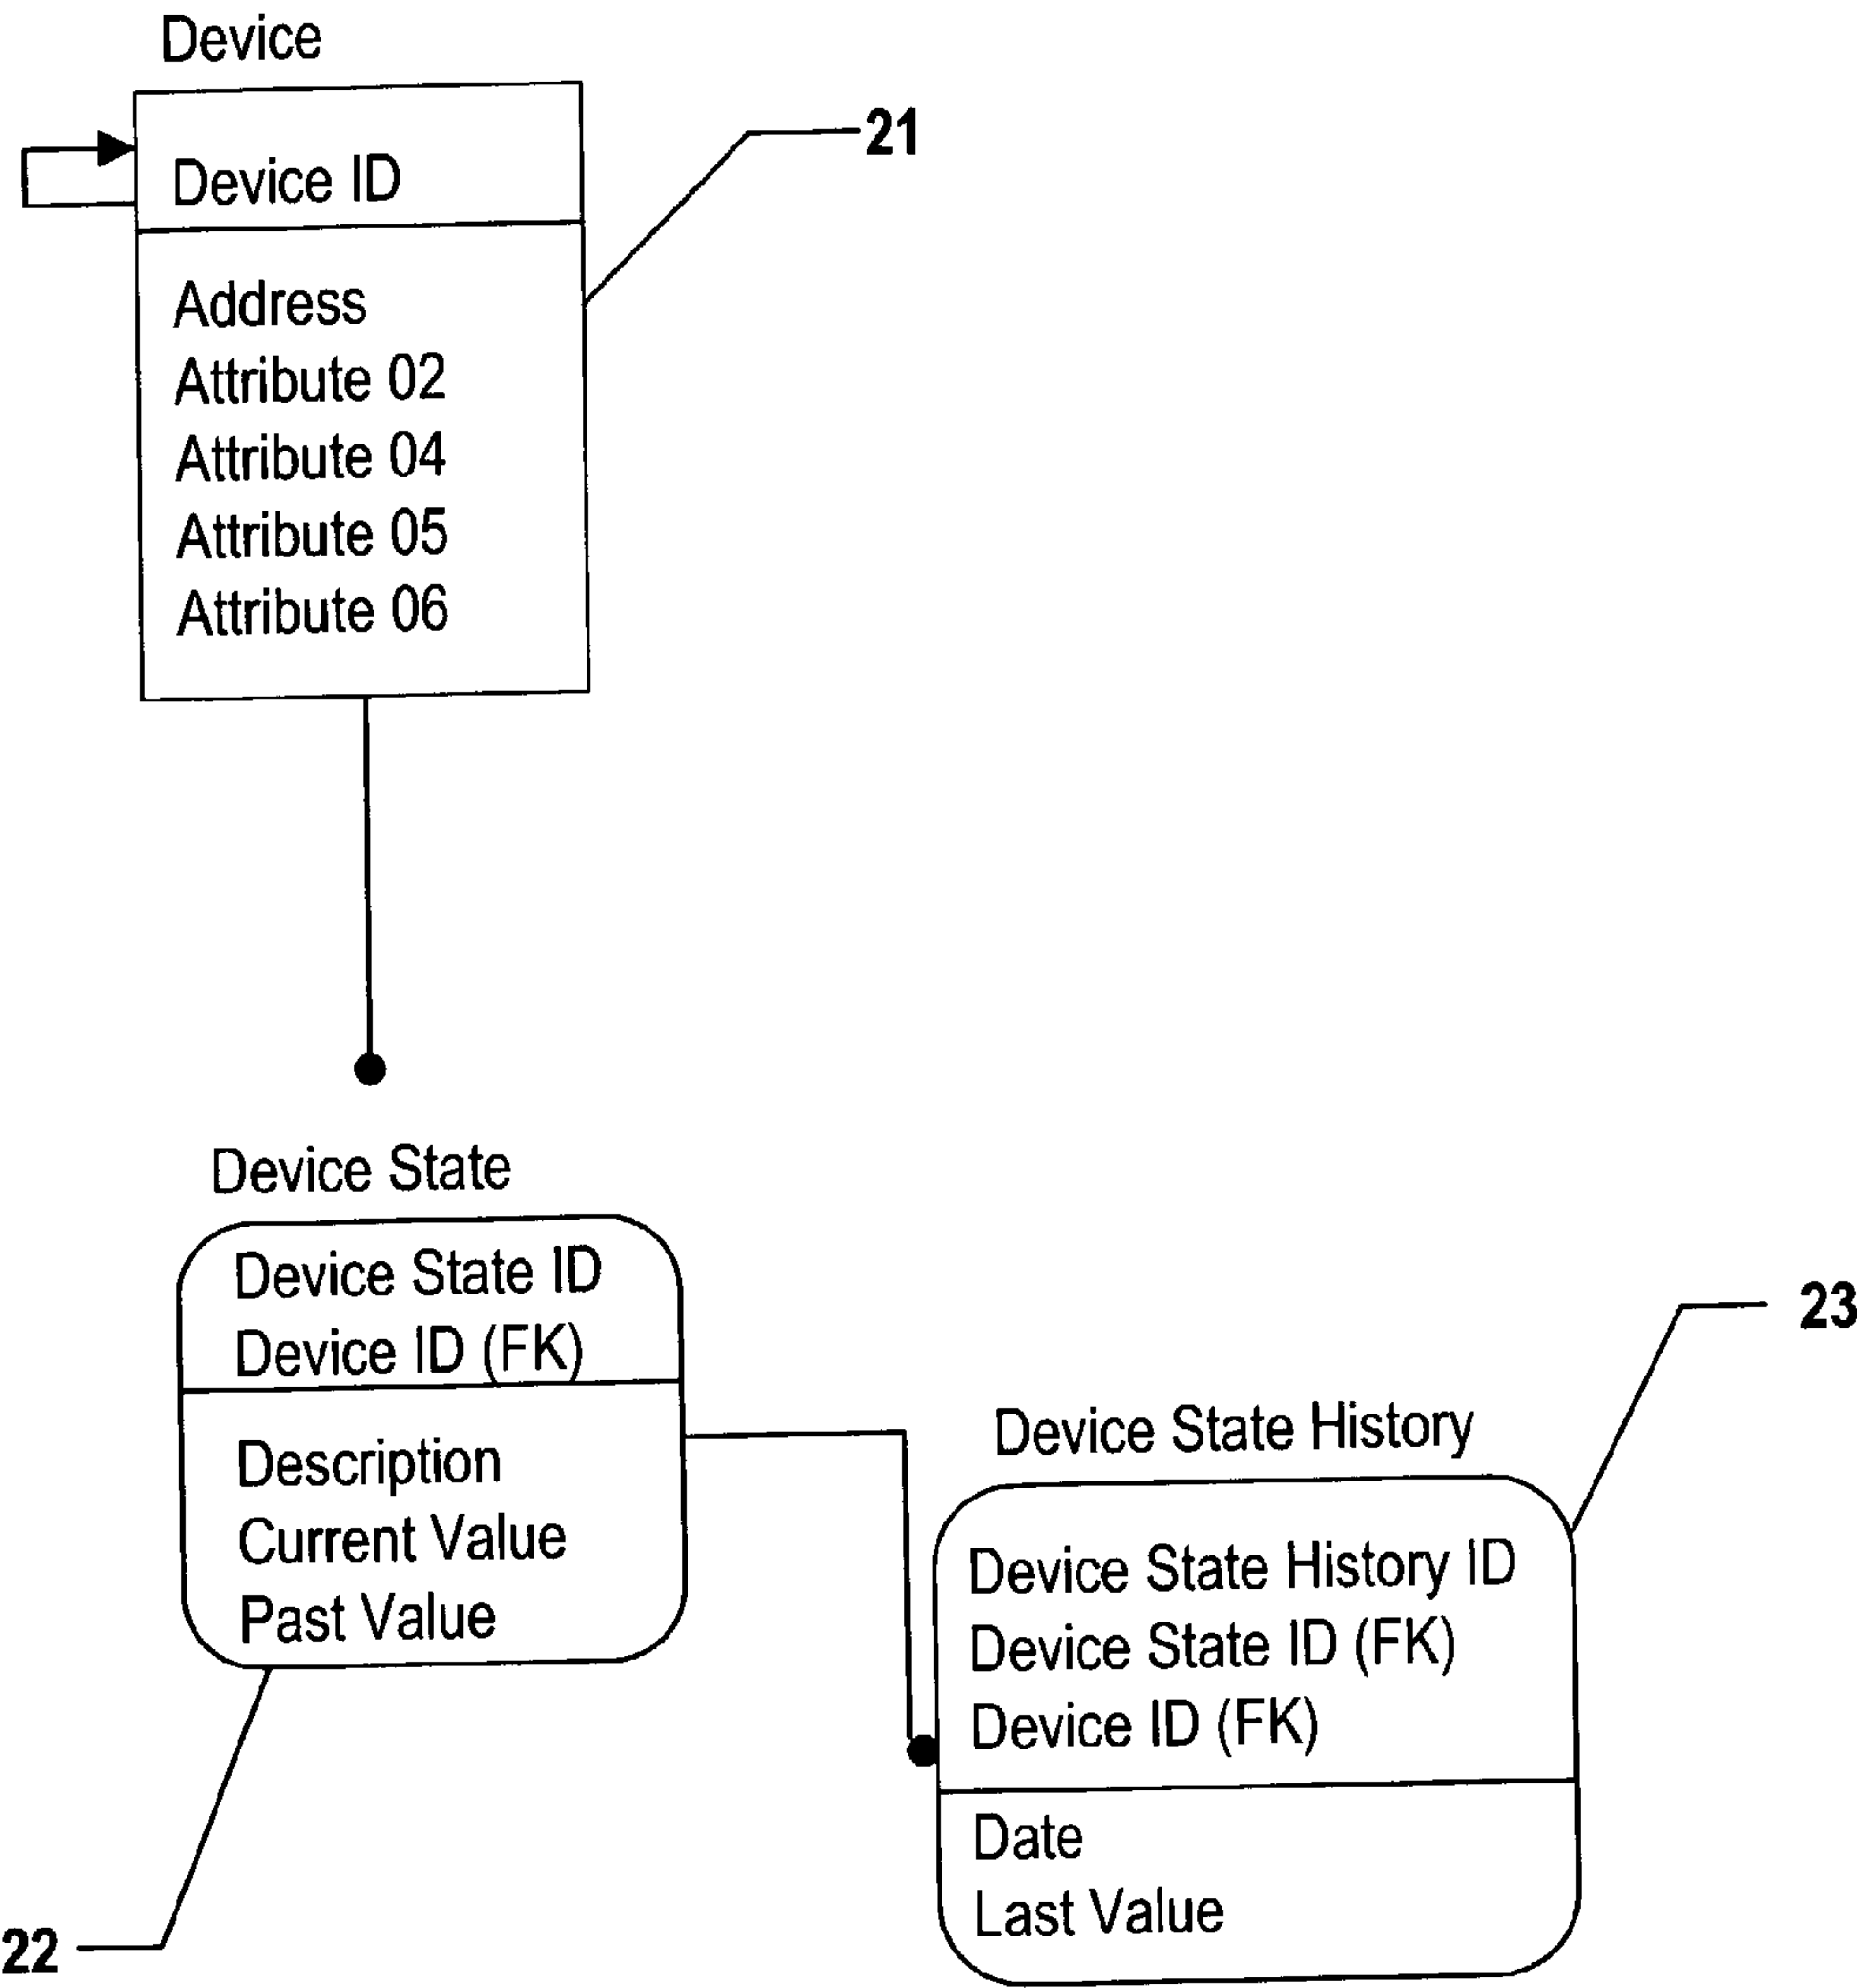 Device
21
Device ID
Address
Attribute 02
Attribute 04
Attribute 05
Attribute 06
Device State
Device State ID
Device ID (FK)
Description
Current Value
Past Value
22
23
Device State History
Device State History ID
Device State ID (FK)
Device ID (FK)
Date
Last Value